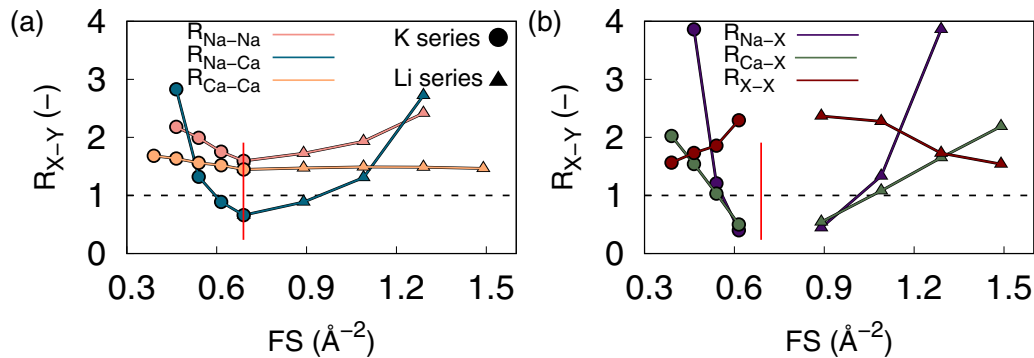 (a)
R_X−Y (−)
4
3
2
1
0
R_Na−Na
R_Na−Ca
R_Ca−Ca
K series
Li series
0.3 0.6 0.9 1.2 1.5
FS (Å⁻²)
(b)
R_X−Y (−)
4
3
2
1
0
R_Na−X
R_Ca−X
R_X−X
0.3 0.6 0.9 1.2 1.5
FS (Å⁻²)